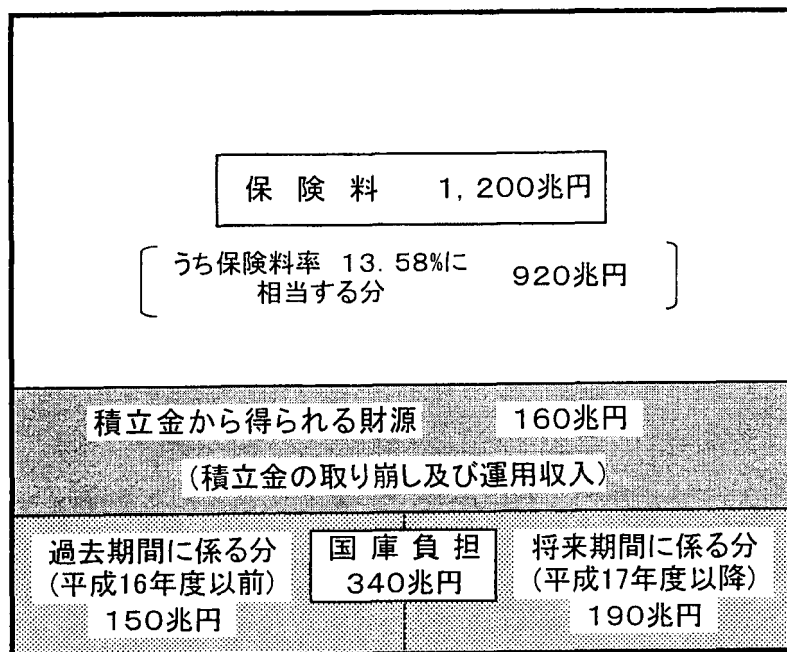 保険料 1,200兆円
うち保険料率 13.58%に
相当する分 920兆円
積立金から得られる財源 160兆円
(積立金の取り崩し及び運用収入)
過去期間に係る分
(平成16年度以前)
150兆円
国庫負担
340兆円
将来期間に係る分
(平成17年度以降)
190兆円